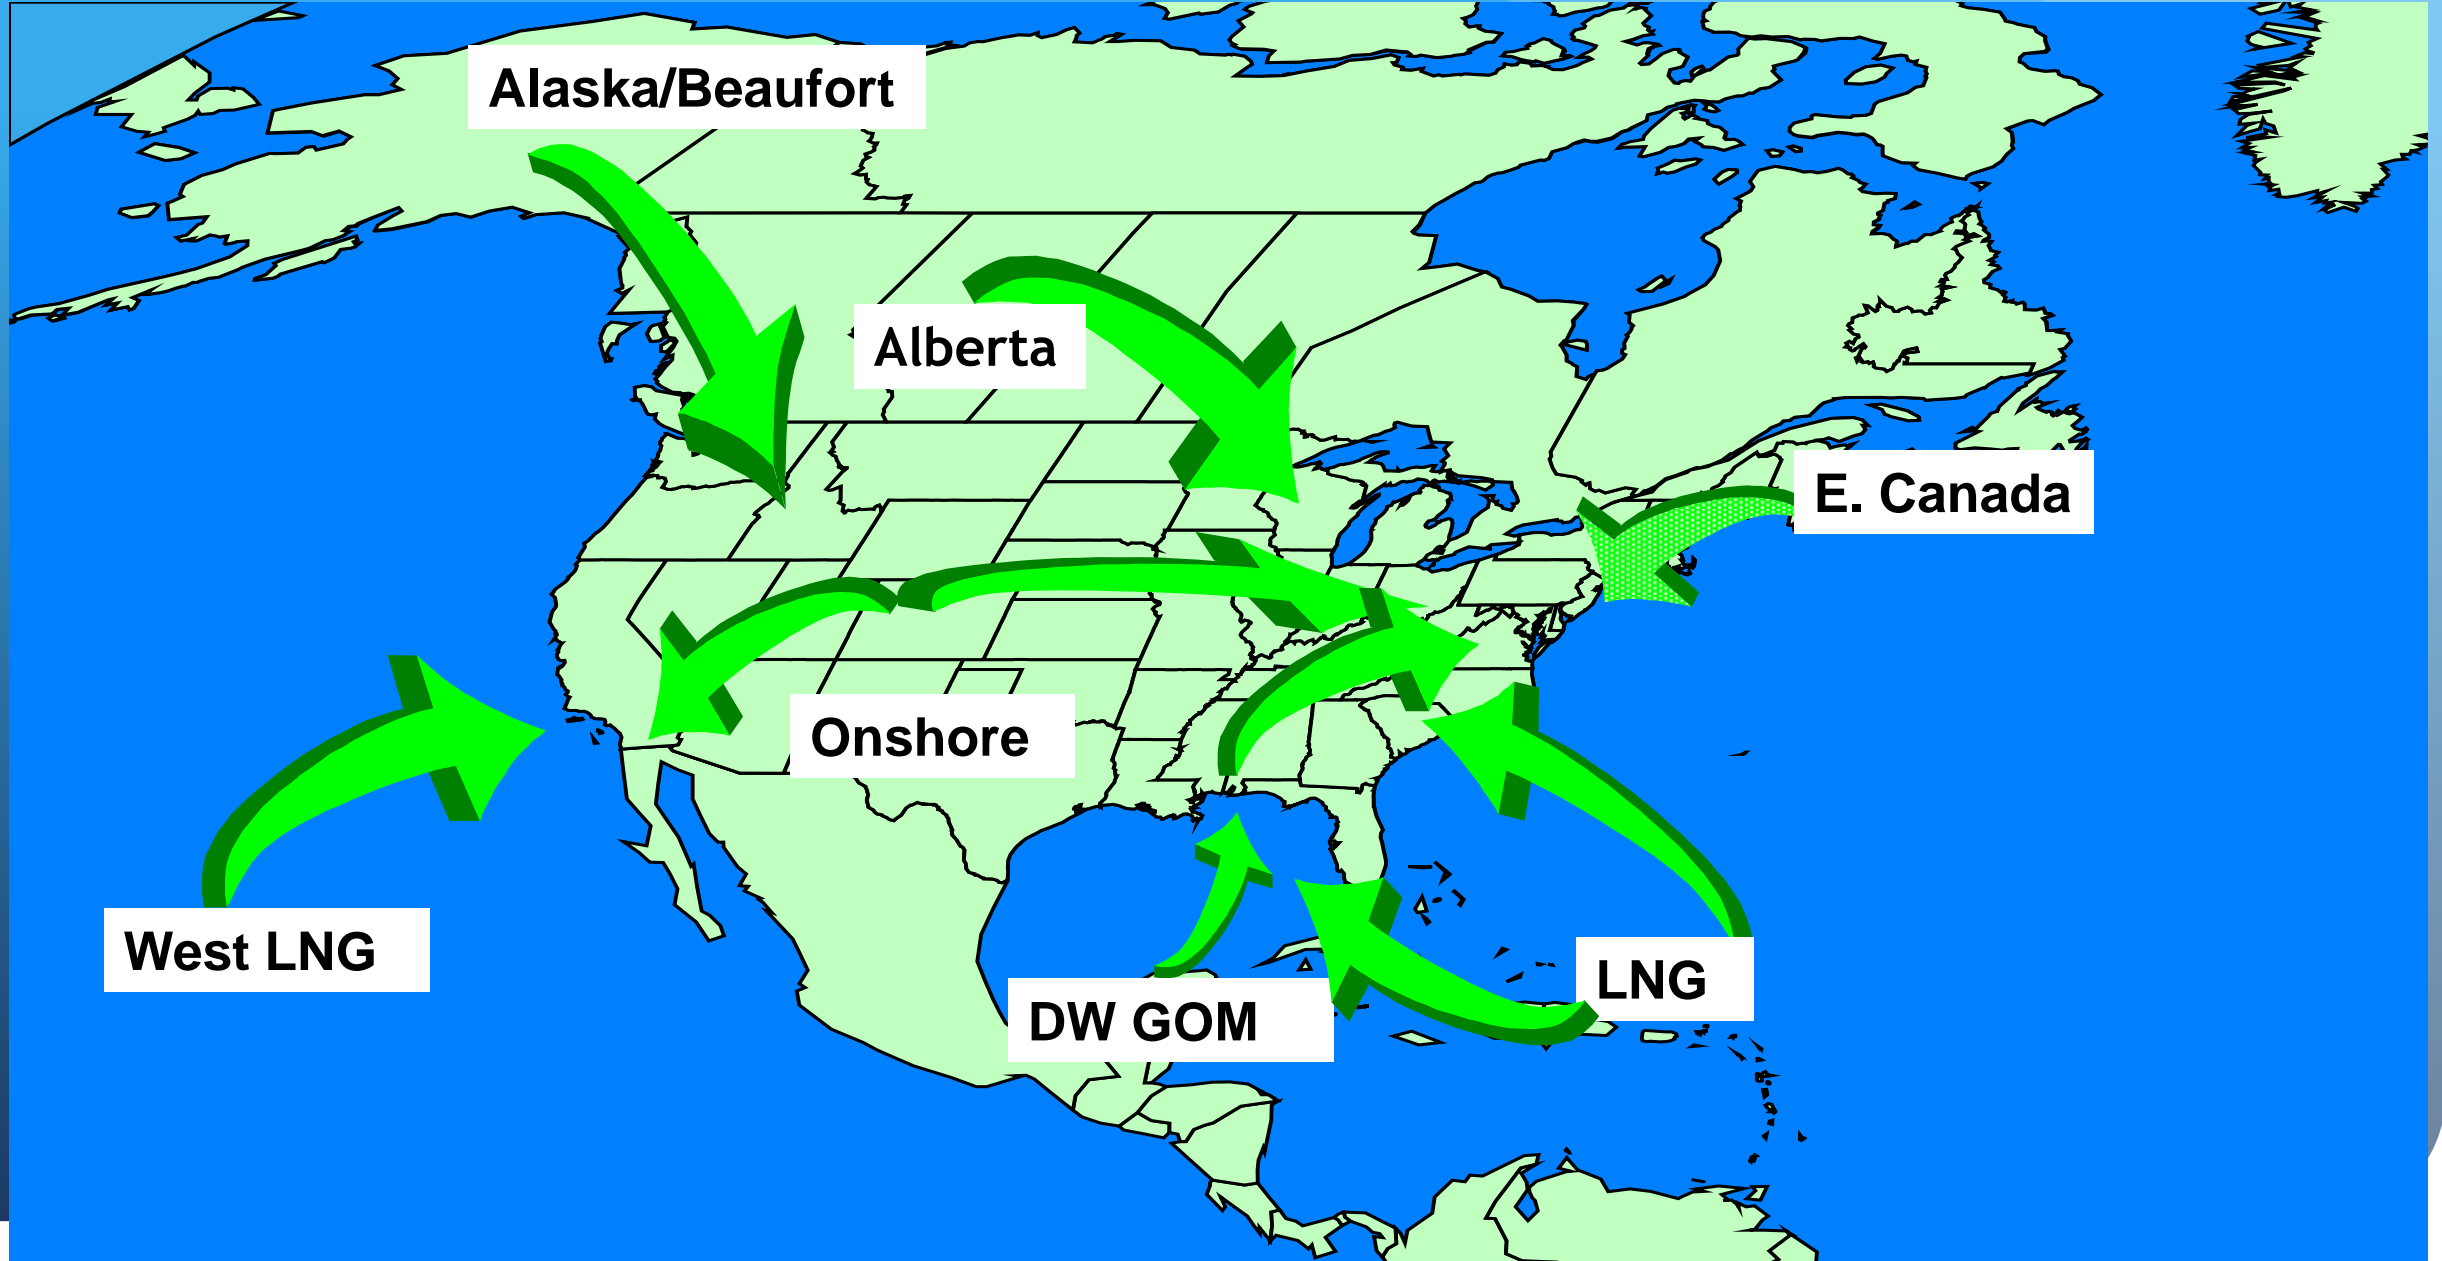 Alaska/Beaufort
Alberta
E. Canada
Onshore
West LNG
LNG
DW GOM